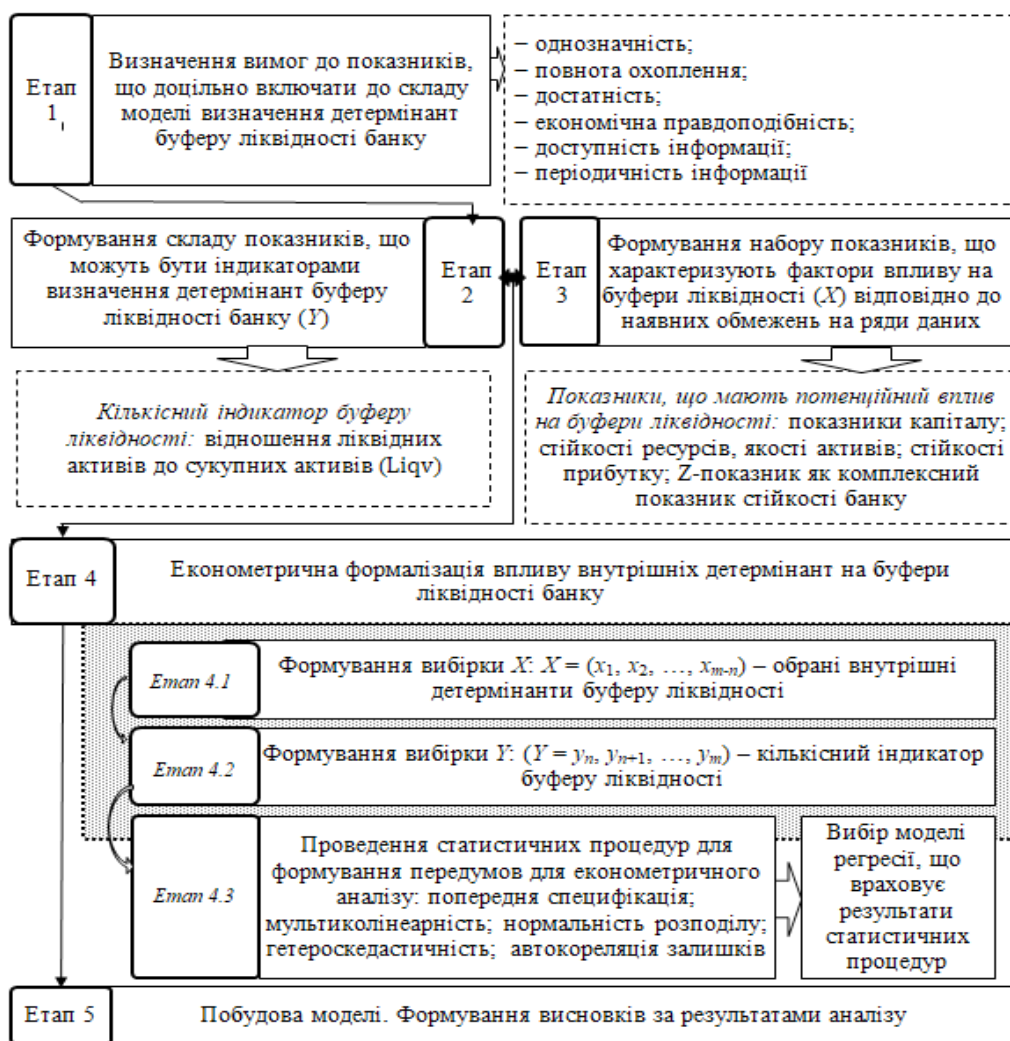 Етап
1
Визначення вимог до показників,
що доцільно включати до складу
моделі визначення детермінант
буферу ліквідності банку
– однозначність;
– повнота охоплення;
– достатність;
– економічна правдоподібність;
– доступність інформації;
– періодичність інформації
Формування складу показників, що
можуть бути індикаторами
визначення детермінант буферу
ліквідності банку (Y)
Етап
2
Етап
3
Формування набору показників, що
характеризують фактори впливу на
буфери ліквідності (X) відповідно до
наявних обмежень на ряди даних
Кількісний індикатор буферу
ліквідності: відношення ліквідних
активів до сукупних активів (Liqv)
Показники, що мають потенційний вплив
на буфери ліквідності: показники капіталу;
стійкості ресурсів, якості активів; стійкості
прибутку; Z-показник як комплексний
показник стійкості банку
Етап 4
Економетрична формалізація впливу внутрішніх детермінант на буфери
ліквідності банку
Етап 4.1
Формування вибірки X: X = (x₁, x₂, …, xₘ₋ₙ) – обрані внутрішні
детермінанти буферу ліквідності
Етап 4.2
Формування вибірки Y: (Y = yₙ, yₙ₊₁, …, yₘ) – кількісний індикатор
буферу ліквідності
Етап 4.3
Проведення статистичних процедур для
формування передумов для економетричного
аналізу: попередня специфікація;
мультиколінеарність; нормальність розподілу;
гетероскедастичність; автокореляція залишків
Вибір моделі
регресії, що
враховує
результати
статистичних
процедур
Етап 5
Побудова моделі. Формування висновків за результатами аналізу